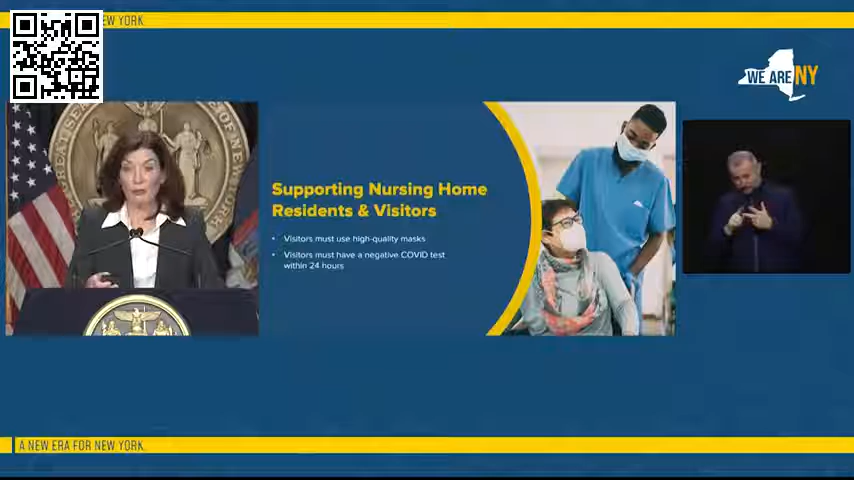 EW YORK
WE ARE NY
Supporting Nursing Home
Residents & Visitors
• Visitors must use high-quality masks
• Visitors must have a negative COVID test
within 24 hours
A NEW ERA FOR NEW YORK